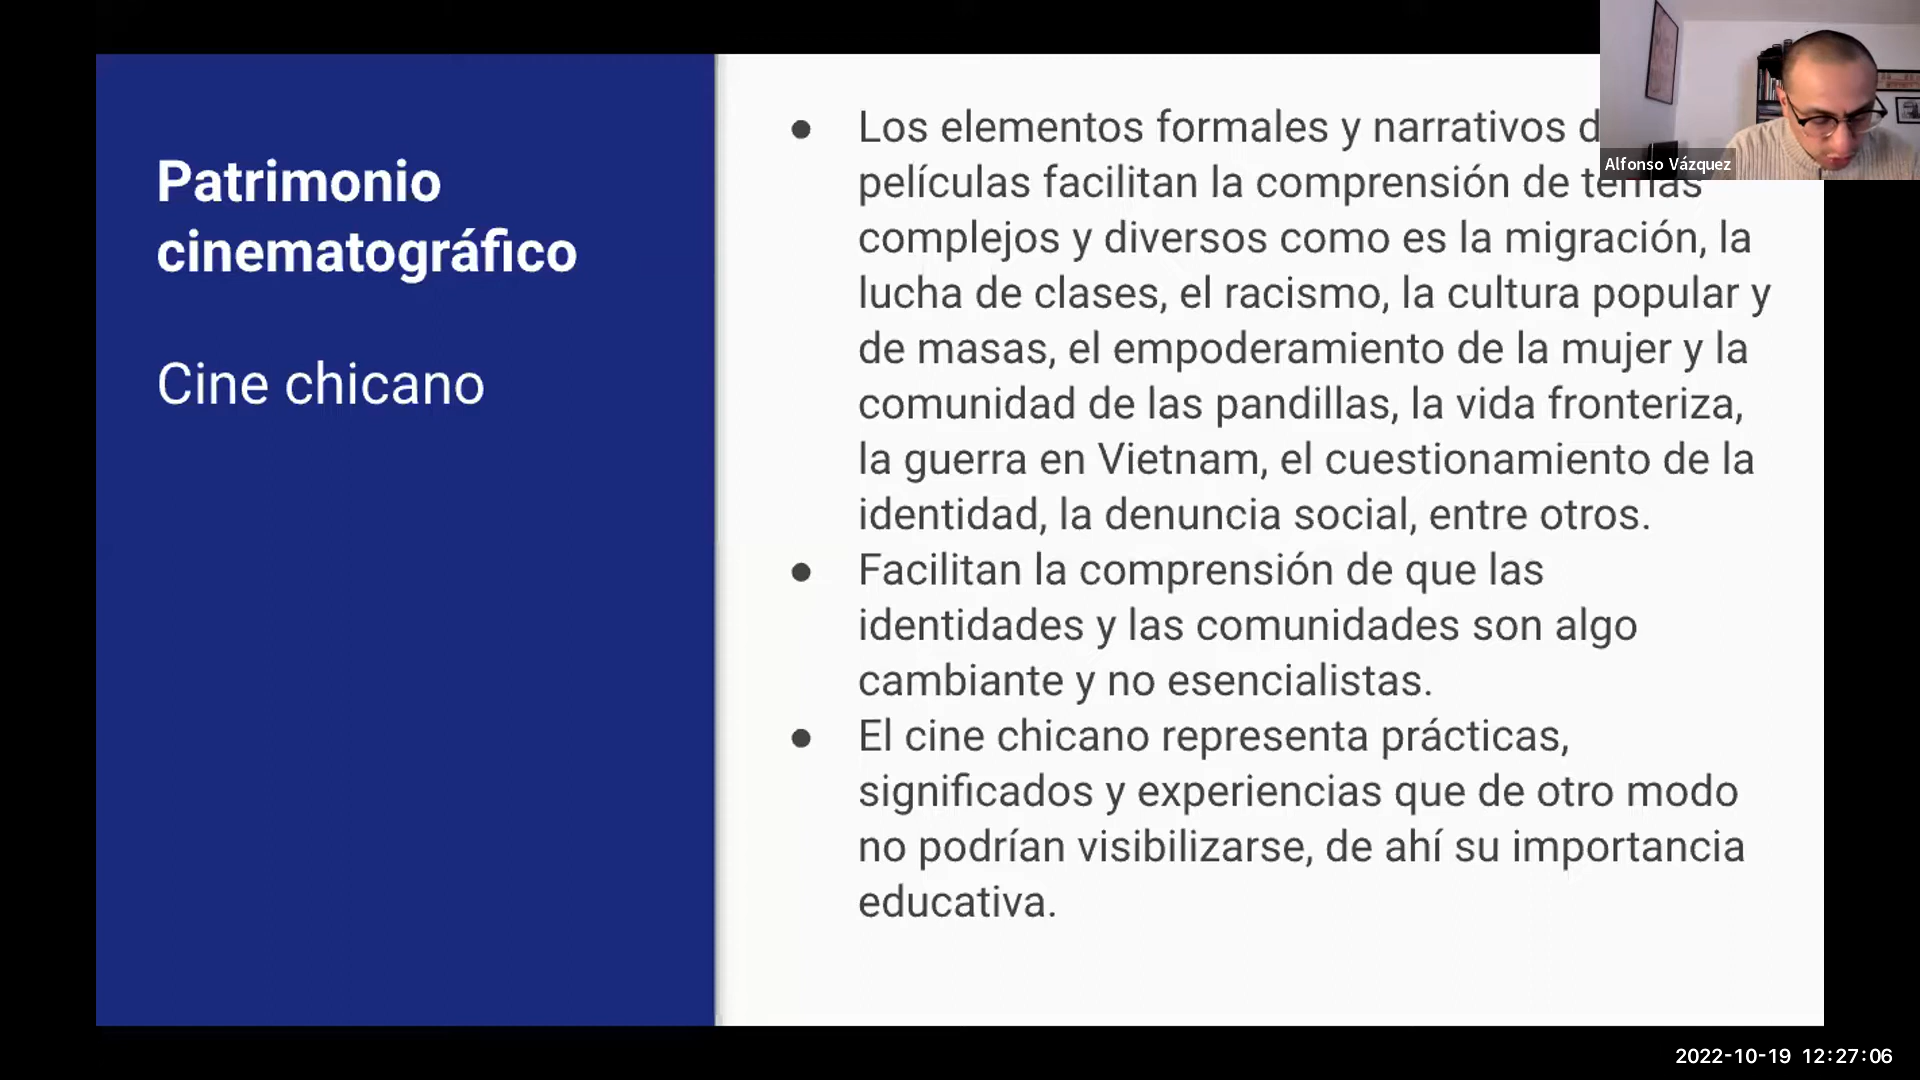 Patrimonio
cinematográfico
Cine chicano
● Los elementos formales y narrativos
películas facilitan la comprensión de temas
complejos y diversos como es la migración, la
lucha de clases, el racismo, la cultura popular y
de masas, el empoderamiento de la mujer y la
comunidad de las pandillas, la vida fronteriza,
la guerra en Vietnam, el cuestionamiento de la
identidad, la denuncia social, entre otros.
● Facilitan la comprensión de que las
identidades y las comunidades son algo
cambiante y no esencialistas.
● El cine chicano representa prácticas,
significados y experiencias que de otro modo
no podrían visibilizarse, de ahí su importancia
educativa.
Alfonso Vázquez
2022-10-19 12:27:06